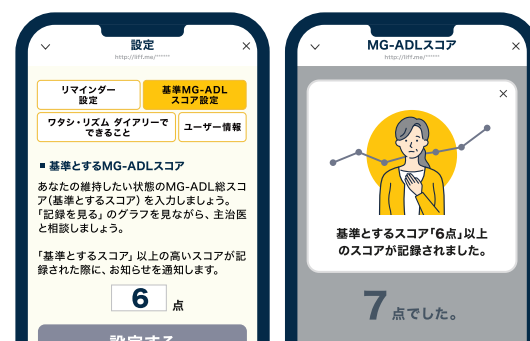 設定
http://liff.me/******
リマインダー
設定
基準MG-ADL
スコア設定
ワタシ・リズム ダイアリーで
できること
ユーザー情報
■ 基準とするMG-ADLスコア
あなたの維持したい状態のMG-ADL総スコ
ア(基準とするスコア) を入力しましょう。
「記録を見る」のグラフを見ながら、主治医
と相談しましょう。
「基準とするスコア」以上の高いスコアが記
録された際に、お知らせを通知します。
6 点
設定する
MG-ADLスコア
http://liff.me/******
基準とするスコア「6点」以上
のスコアが記録されました。
7点でした。